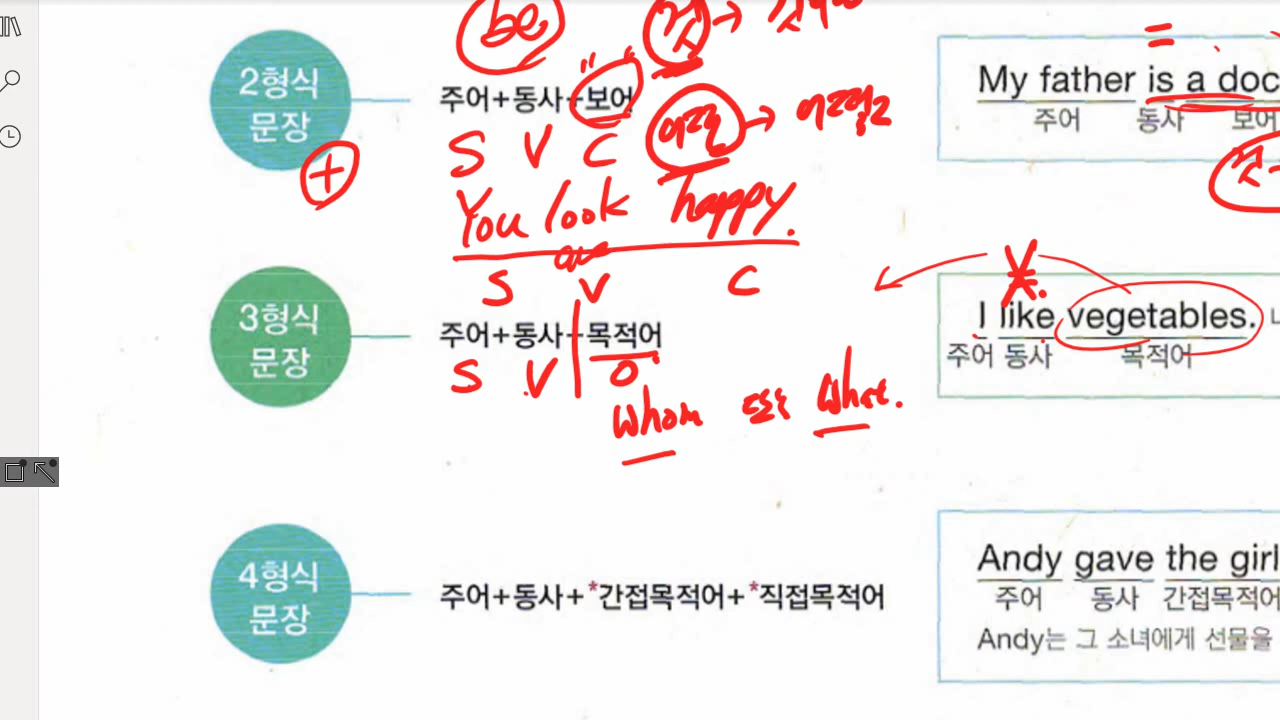 be
것 →
2형식
문장
+
주어+동사+보어
S V C
어떤 →
You look happy.
are
S V C
=
My father is a doc
주어 동사 보어
3형식
문장
주어+동사+목적어
S V O
whom 또는 what.
I like vegetables.
주어 동사 목적어
4형식
문장
주어+동사+*간접목적어+*직접목적어
Andy gave the girl
주어 동사 간접목적어
Andy는 그 소녀에게 선물을